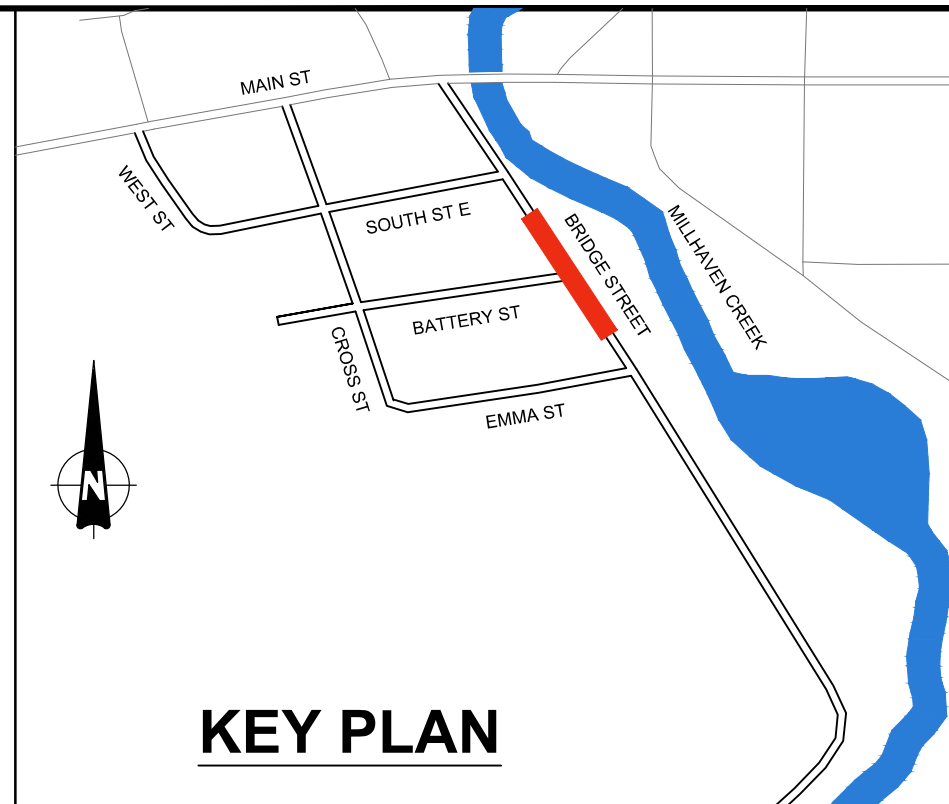 MAIN ST
WEST ST
SOUTH ST E
BRIDGE STREET
MILLHAVEN CREEK
BATTERY ST
CROSS ST
EMMA ST
N
KEY PLAN